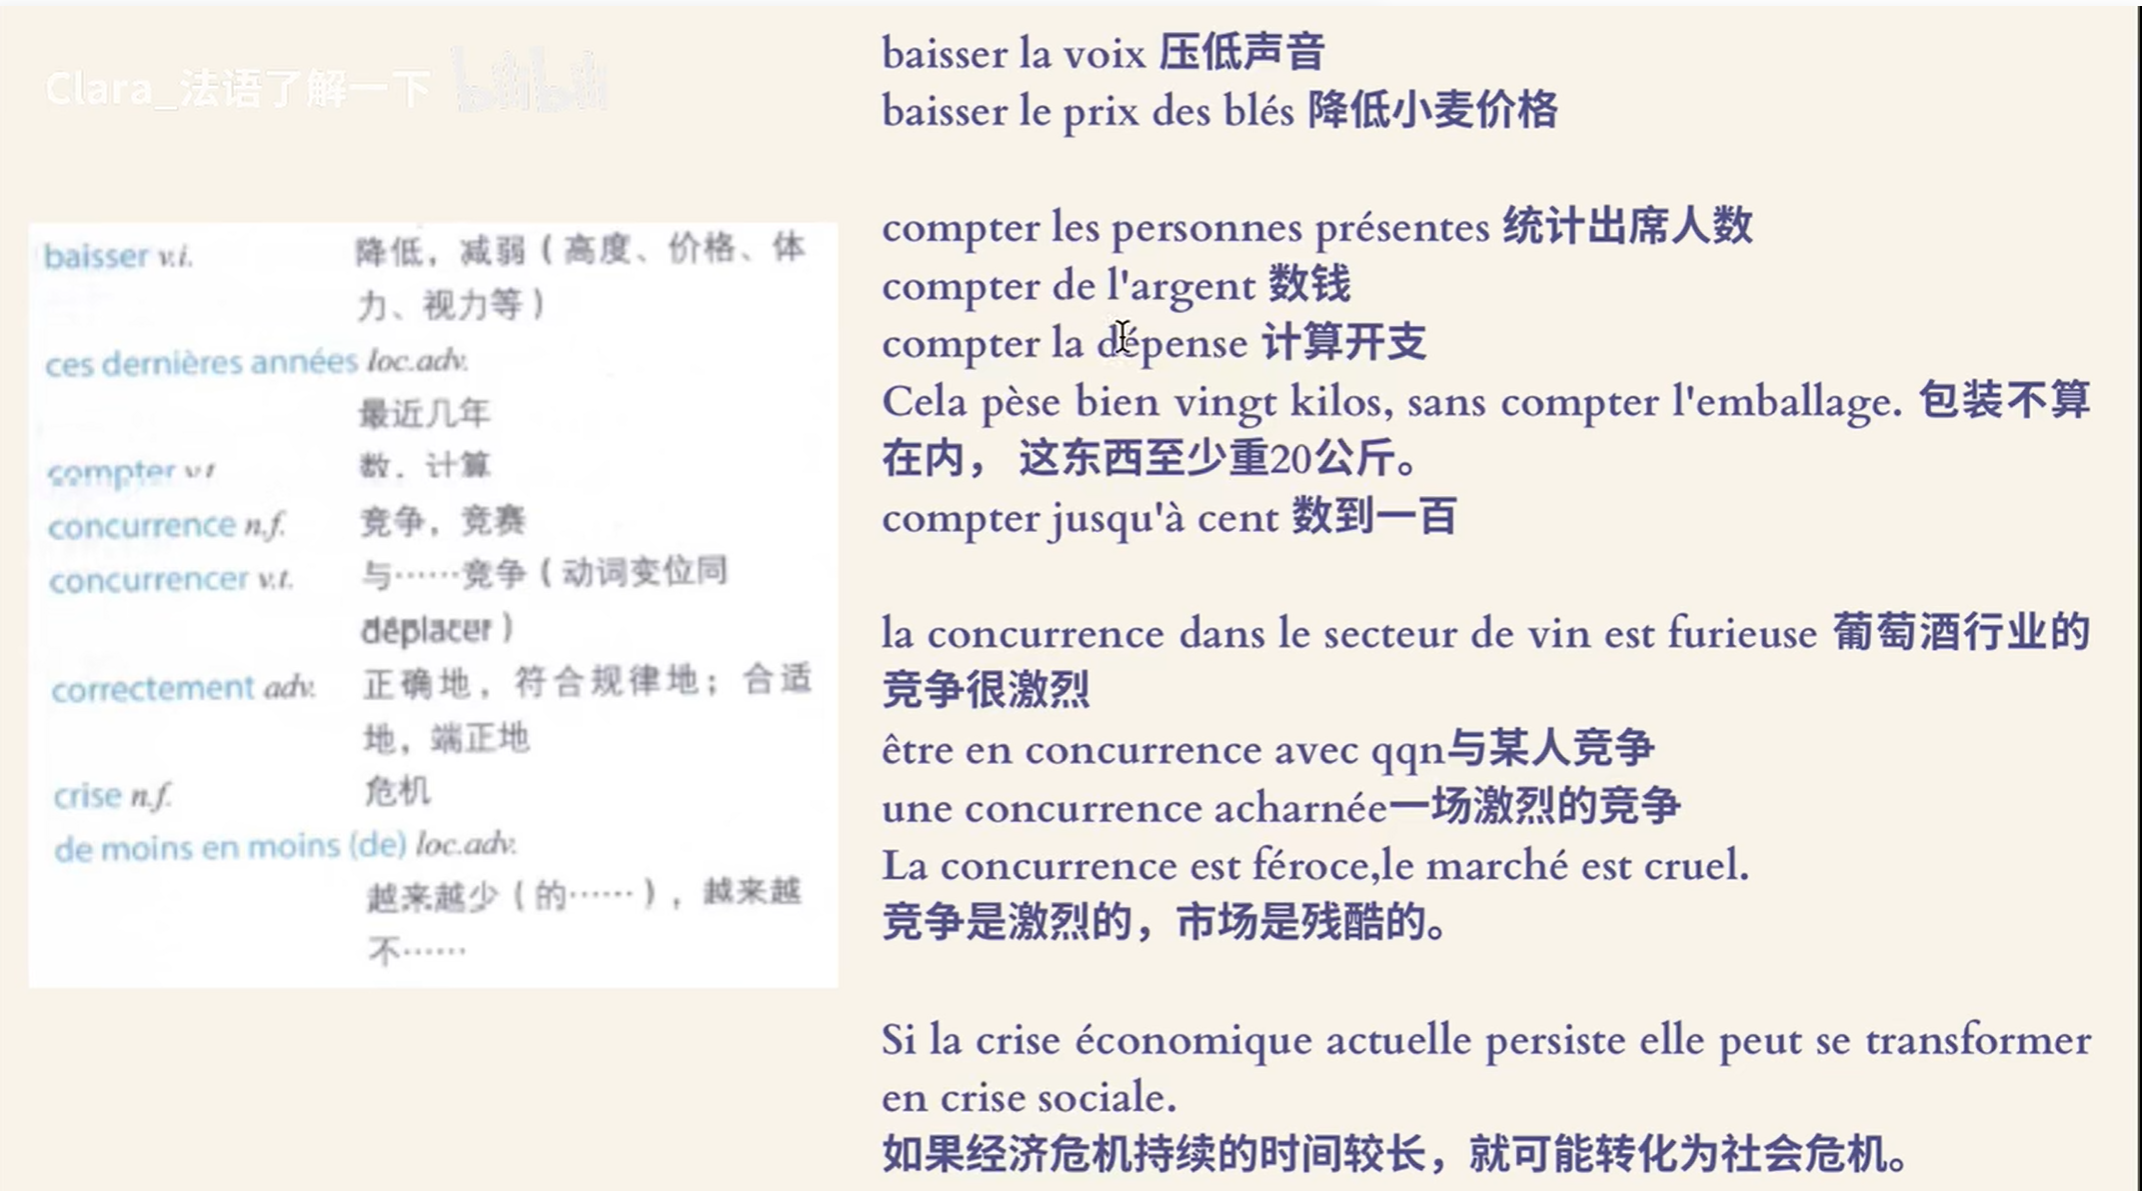 Clara_法语了解一下 bilibili
baisser v.i. 降低，减弱（高度、价格、体
力、视力等）
ces dernières années loc.adv.
最近几年
compter v.t 数．计算
concurrence n.f. 竞争，竞赛
concurrencer v.t. 与……竞争（动词变位同
déplacer）
correctement adv. 正确地，符合规律地；合适
地，端正地
crise n.f. 危机
de moins en moins (de) loc.adv.
越来越少（的……），越来越
不……
baisser la voix 压低声音
baisser le prix des blés 降低小麦价格
compter les personnes présentes 统计出席人数
compter de l'argent 数钱
compter la dépense 计算开支
Cela pèse bien vingt kilos, sans compter l'emballage. 包装不算
在内， 这东西至少重20公斤。
compter jusqu'à cent 数到一百
la concurrence dans le secteur de vin est furieuse 葡萄酒行业的
竞争很激烈
être en concurrence avec qqn与某人竞争
une concurrence acharnée一场激烈的竞争
La concurrence est féroce,le marché est cruel.
竞争是激烈的，市场是残酷的。
Si la crise économique actuelle persiste elle peut se transformer
en crise sociale.
如果经济危机持续的时间较长，就可能转化为社会危机。